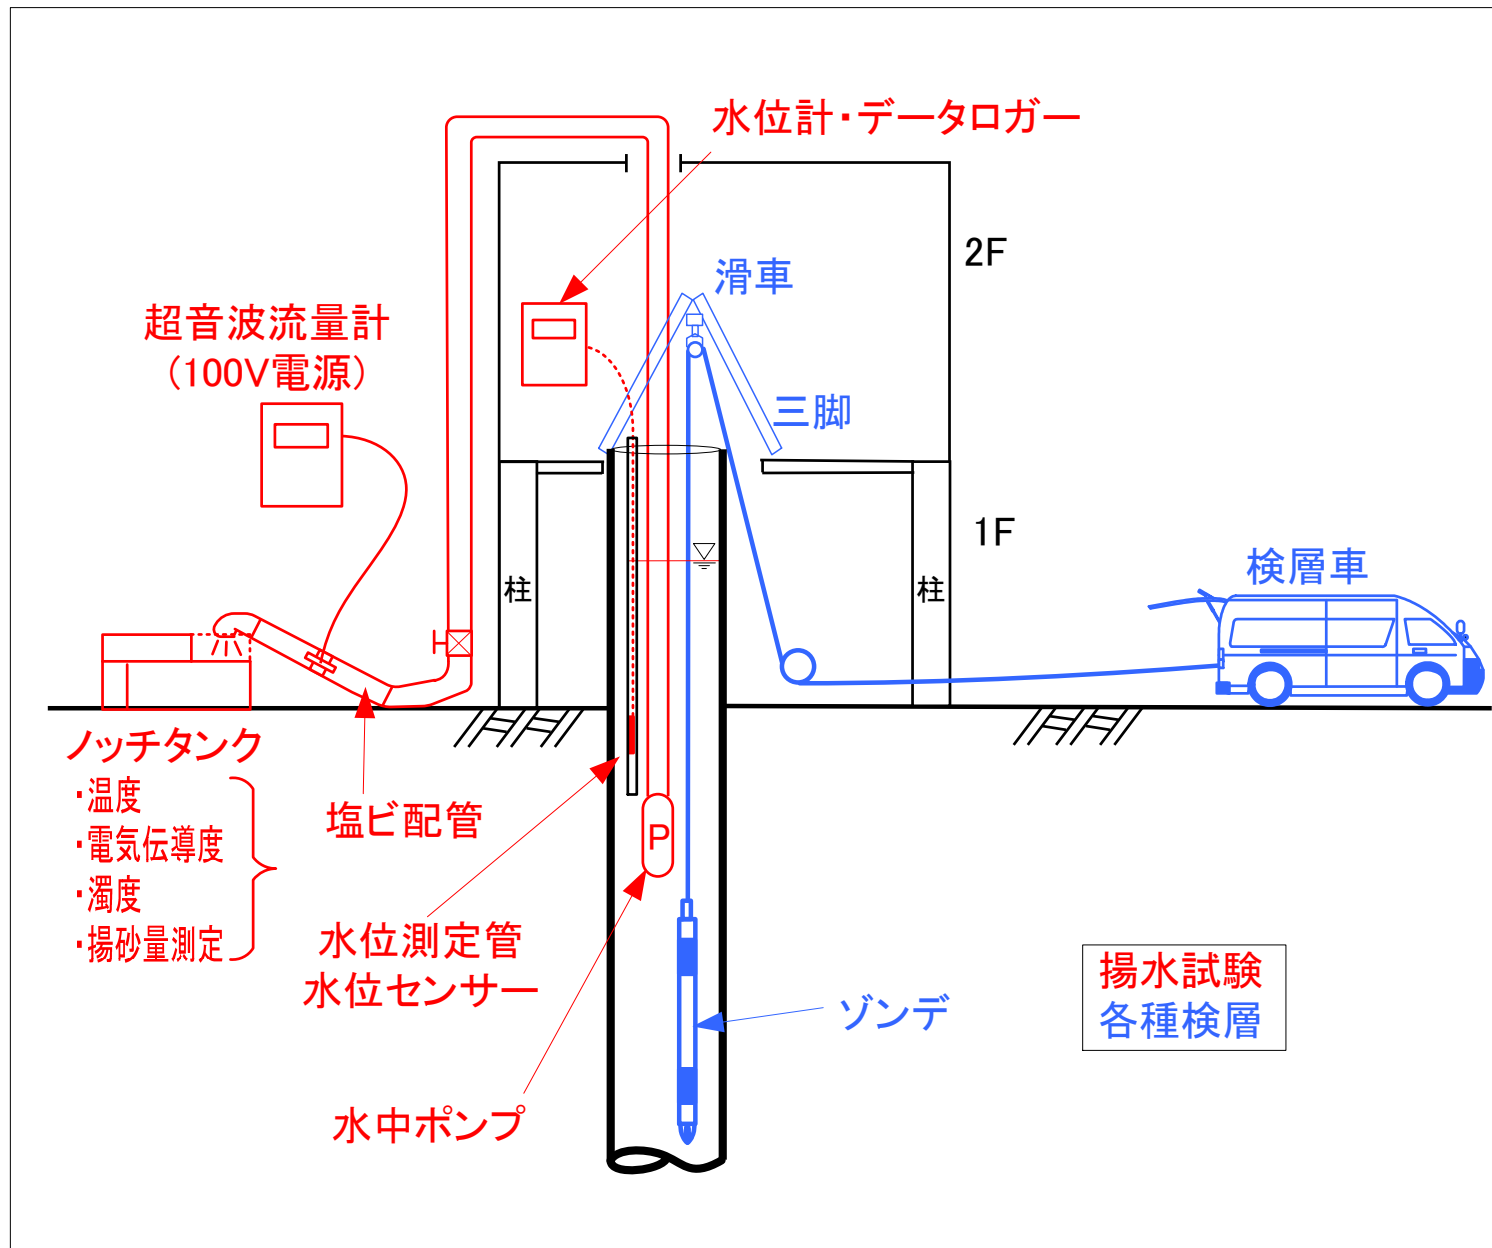 水位計・データロガー
2F
滑車
超音波流量計
(100V電源)
三脚
1F
検層車
柱
柱
ノッチタンク
・温度
・電気伝導度
・濁度
・揚砂量測定
塩ビ配管
P
水位測定管
水位センサー
揚水試験
各種検層
ゾンデ
水中ポンプ